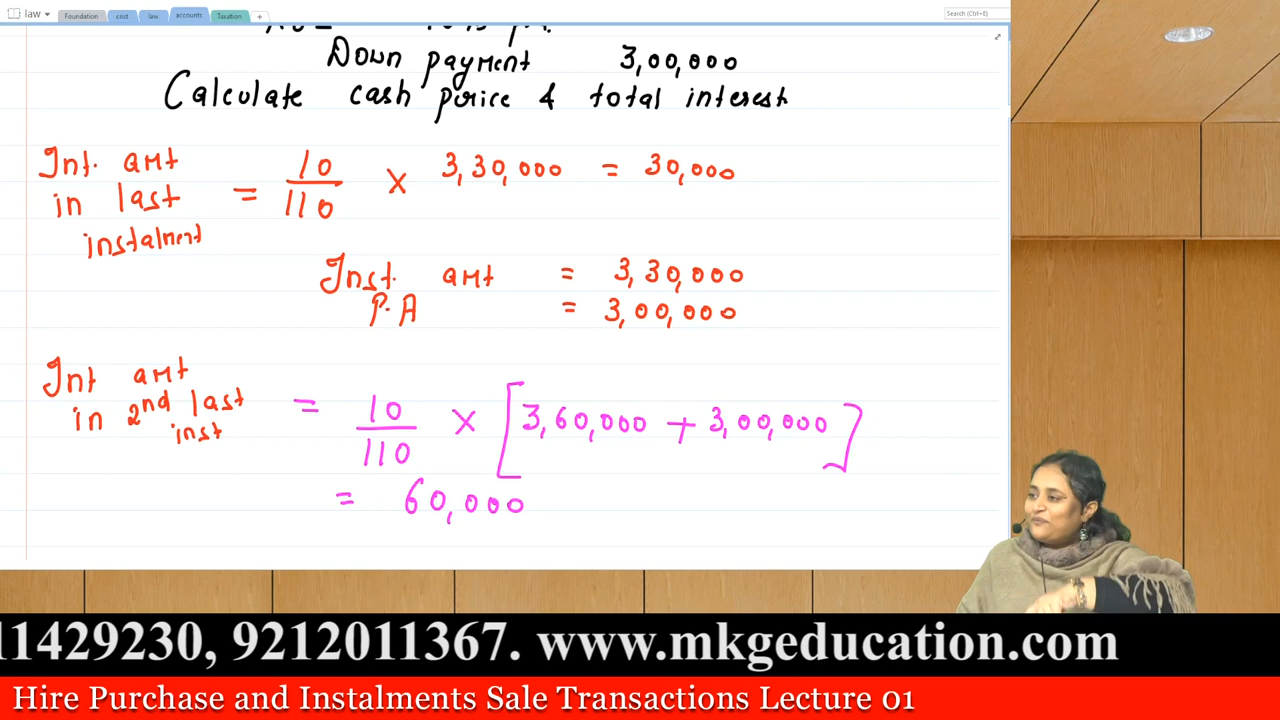 law Foundation cost law accounts Taxation + Search (Ctrl+E)
Down payment 3,00,000
Calculate cash price & total interest
Int. amt in last instalment = 10/110 × 3,30,000 = 30,000
Inst. amt = 3,30,000
P.A = 3,00,000
Int amt in 2nd last inst = 10/110 × [3,60,000 + 3,00,000]
= 60,000
11429230, 9212011367. www.mkgeducation.com
Hire Purchase and Instalments Sale Transactions Lecture 01